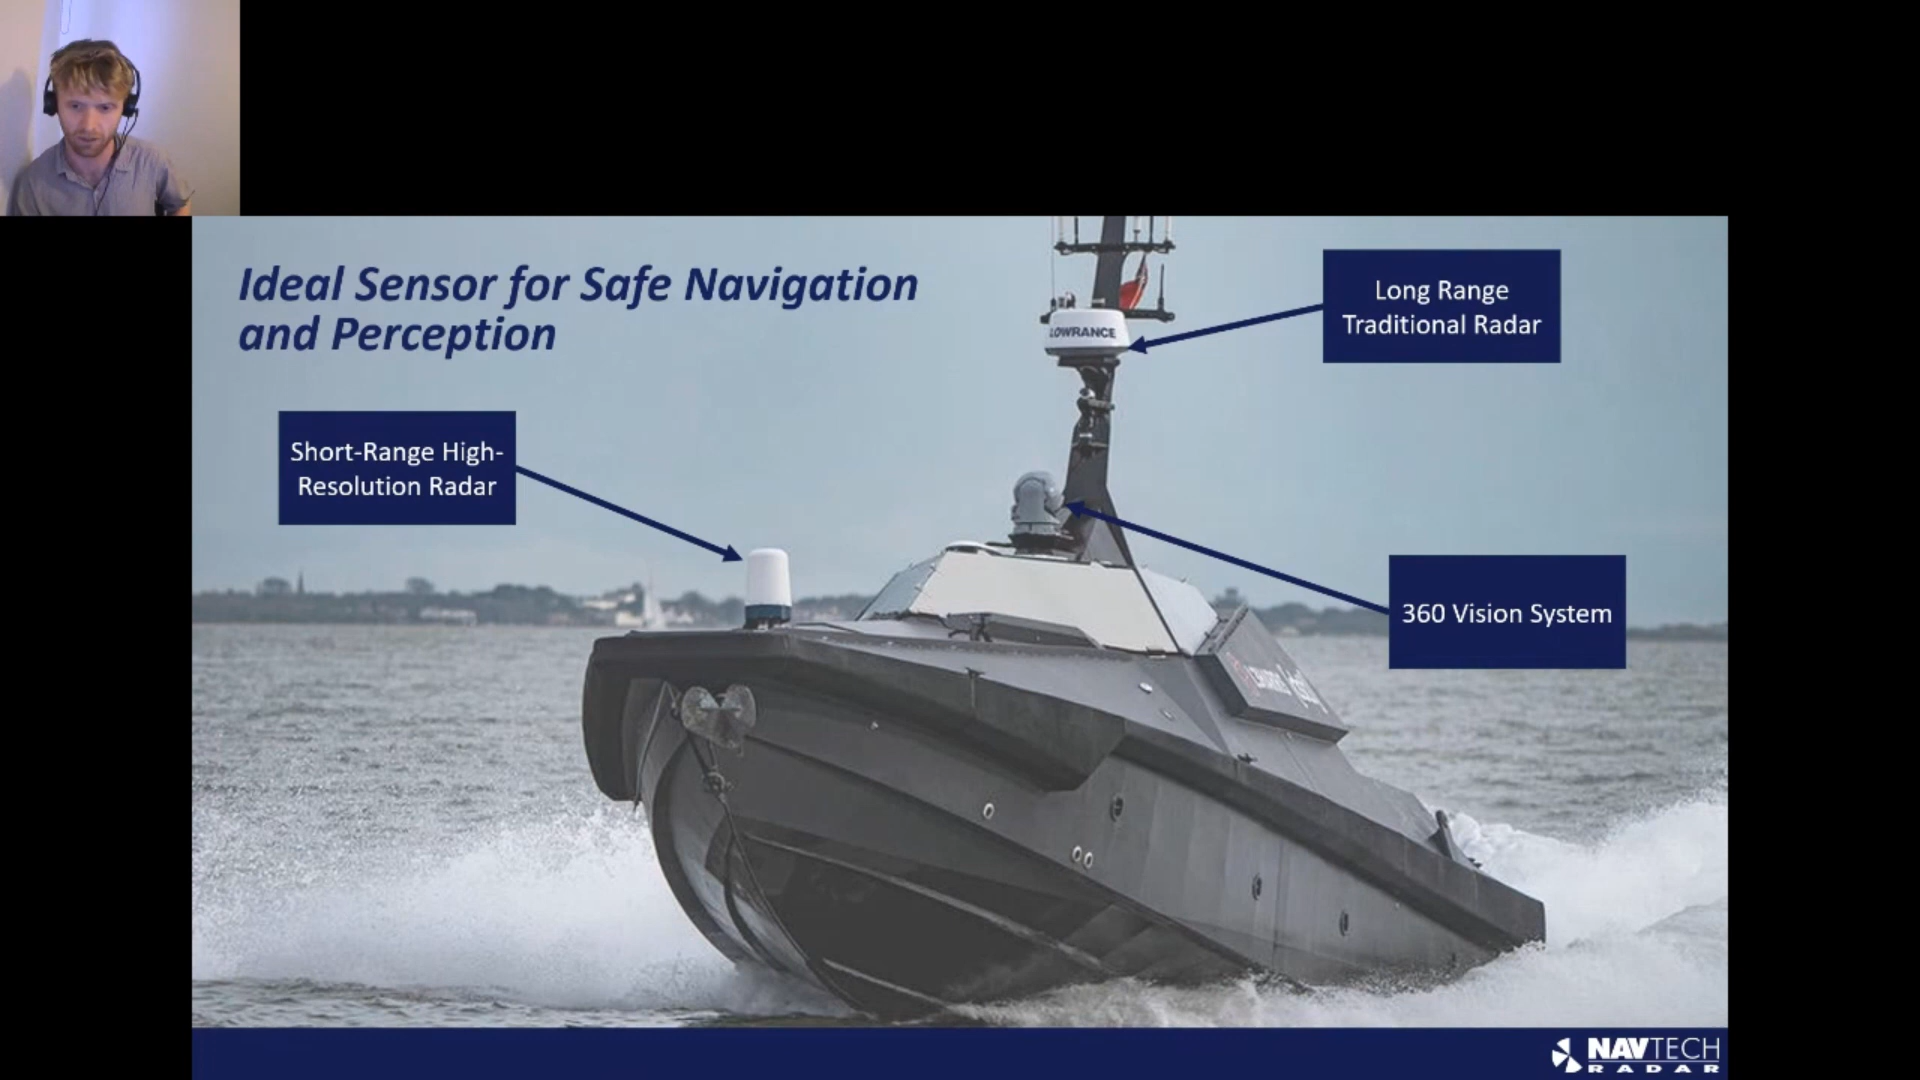 Ideal Sensor for Safe Navigation
and Perception
Long Range
Traditional Radar
LOWRANCE
Short-Range High-
Resolution Radar
360 Vision System
NAVTECH
RADAR